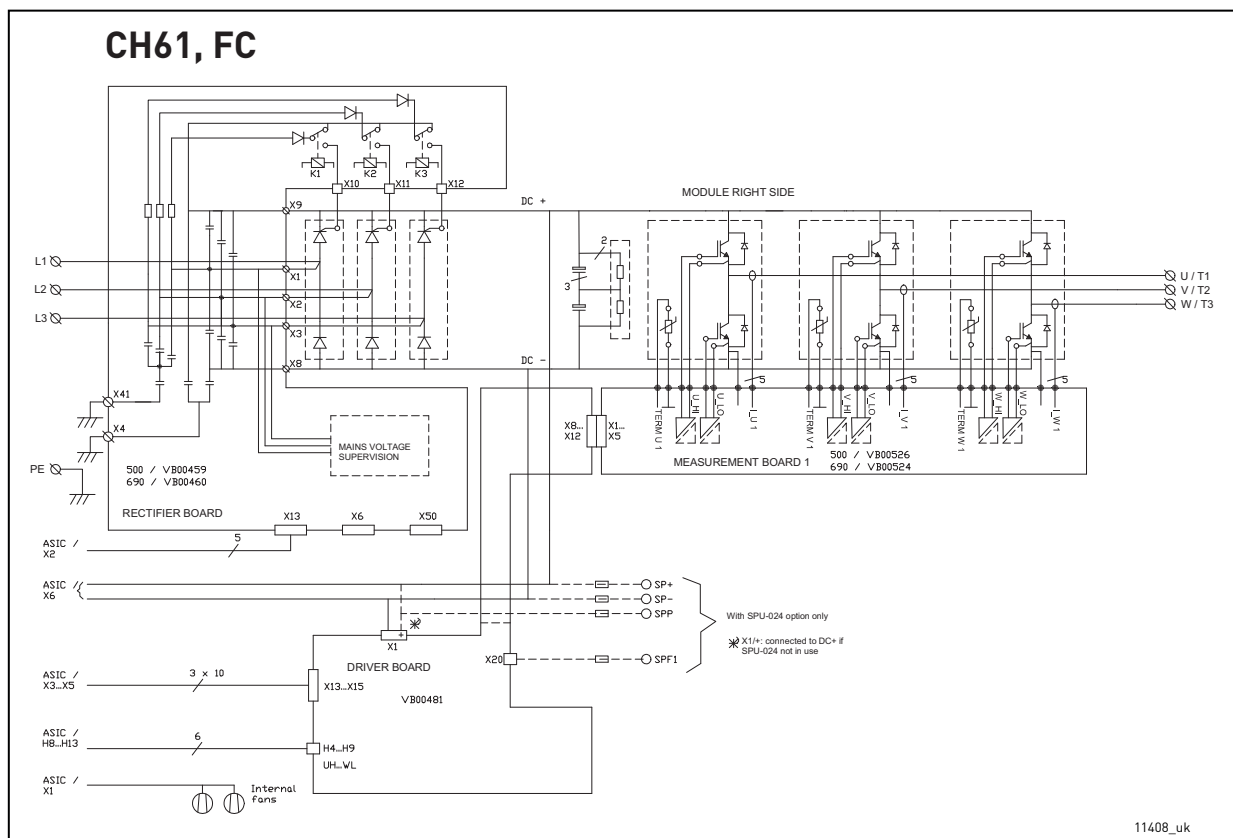 CH61, FC
K1
K2
K3
X10
X11
X12
X9
DC +
MODULE RIGHT SIDE
L1
L2
L3
X1
X2
X3
X8
2
3
DC -
U / T1
V / T2
W / T3
X41
X4
PE
500 / VB00459
690 / VB00460
RECTIFIER BOARD
MAINS VOLTAGE
SUPERVISION
X8...
X12
X1...
X5
TERM U 1
U_HI
U_LO
I_U 1
5
TERM V 1
V_HI
V_LO
I_V 1
5
TERM W 1
W_HI
W_LO
I_W 1
5
MEASUREMENT BOARD 1
500 / VB00526
690 / VB00524
X13
X6
X50
ASIC /
X2
5
ASIC /
X6
SP+
SP-
SPP
SPF1
With SPU-024 option only
X1/+: connected to DC+ if
SPU-024 not in use
+
X1
DRIVER BOARD
X20
ASIC /
X3...X5
3 x 10
X13...X15
VB00481
ASIC /
H8...H13
6
H4...H9
UH...WL
ASIC /
X1
Internal
fans
11408_uk